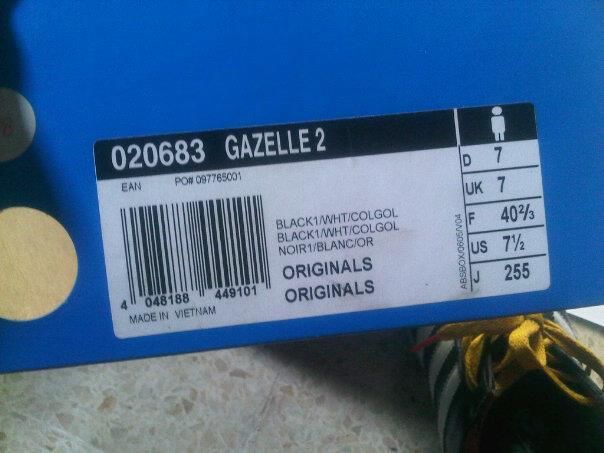 020683 GAZELLE 2
EAN PO# 097765001
BLACK1/WHT/COLGOL
BLACK1/WHT/COLGOL
NOIR1/BLANC/OR
ORIGINALS
ORIGINALS
4 048188 449101
MADE IN VIETNAM
ABSBOX/0605/V04
D 7
UK 7
F 40⅔
US 7½
J 255